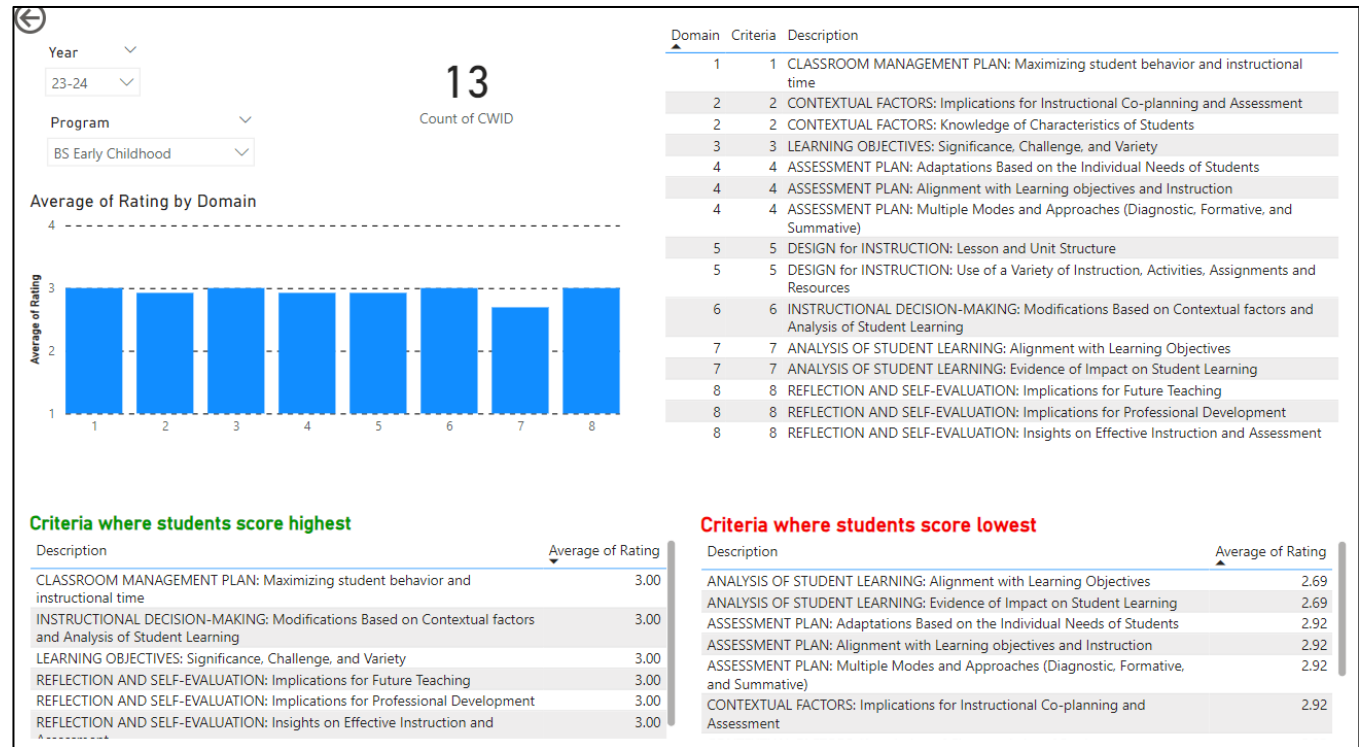 Year
23-24
Program
BS Early Childhood
13
Count of CWID
Average of Rating by Domain
Average of Rating
4
3
2
1
1 2 3 4 5 6 7 8
Domain Criteria Description
1 1 CLASSROOM MANAGEMENT PLAN: Maximizing student behavior and instructional
time
2 2 CONTEXTUAL FACTORS: Implications for Instructional Co-planning and Assessment
2 2 CONTEXTUAL FACTORS: Knowledge of Characteristics of Students
3 3 LEARNING OBJECTIVES: Significance, Challenge, and Variety
4 4 ASSESSMENT PLAN: Adaptations Based on the Individual Needs of Students
4 4 ASSESSMENT PLAN: Alignment with Learning objectives and Instruction
4 4 ASSESSMENT PLAN: Multiple Modes and Approaches (Diagnostic, Formative, and
Summative)
5 5 DESIGN for INSTRUCTION: Lesson and Unit Structure
5 5 DESIGN for INSTRUCTION: Use of a Variety of Instruction, Activities, Assignments and
Resources
6 6 INSTRUCTIONAL DECISION-MAKING: Modifications Based on Contextual factors and
Analysis of Student Learning
7 7 ANALYSIS OF STUDENT LEARNING: Alignment with Learning Objectives
7 7 ANALYSIS OF STUDENT LEARNING: Evidence of Impact on Student Learning
8 8 REFLECTION AND SELF-EVALUATION: Implications for Future Teaching
8 8 REFLECTION AND SELF-EVALUATION: Implications for Professional Development
8 8 REFLECTION AND SELF-EVALUATION: Insights on Effective Instruction and Assessment
Criteria where students score highest
Description Average of Rating
CLASSROOM MANAGEMENT PLAN: Maximizing student behavior and 3.00
instructional time
INSTRUCTIONAL DECISION-MAKING: Modifications Based on Contextual factors 3.00
and Analysis of Student Learning
LEARNING OBJECTIVES: Significance, Challenge, and Variety 3.00
REFLECTION AND SELF-EVALUATION: Implications for Future Teaching 3.00
REFLECTION AND SELF-EVALUATION: Implications for Professional Development 3.00
REFLECTION AND SELF-EVALUATION: Insights on Effective Instruction and 3.00
Criteria where students score lowest
Description Average of Rating
ANALYSIS OF STUDENT LEARNING: Alignment with Learning Objectives 2.69
ANALYSIS OF STUDENT LEARNING: Evidence of Impact on Student Learning 2.69
ASSESSMENT PLAN: Adaptations Based on the Individual Needs of Students 2.92
ASSESSMENT PLAN: Alignment with Learning objectives and Instruction 2.92
ASSESSMENT PLAN: Multiple Modes and Approaches (Diagnostic, Formative, 2.92
and Summative)
CONTEXTUAL FACTORS: Implications for Instructional Co-planning and 2.92
Assessment